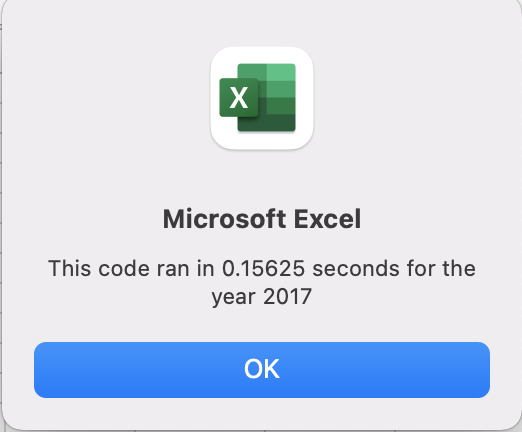 X
Microsoft Excel
This code ran in 0.15625 seconds for the
year 2017
OK